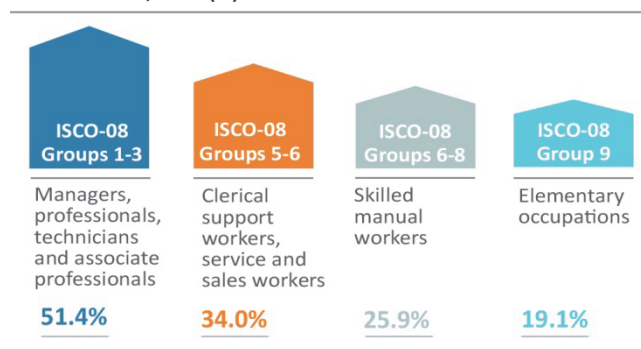 ISCO-08
Groups 1-3
ISCO-08
Groups 5-6
ISCO-08
Groups 6-8
ISCO-08
Group 9
Managers,
professionals,
technicians
and associate
professionals
Clerical
support
workers,
service and
sales workers
Skilled
manual
workers
Elementary
occupations
51.4%
34.0%
25.9%
19.1%